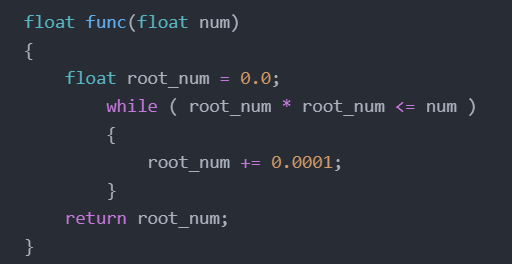 float func(float num)
{
    float root_num = 0.0;
        while ( root_num * root_num <= num )
        {
            root_num += 0.0001;
        }
    return root_num;
}